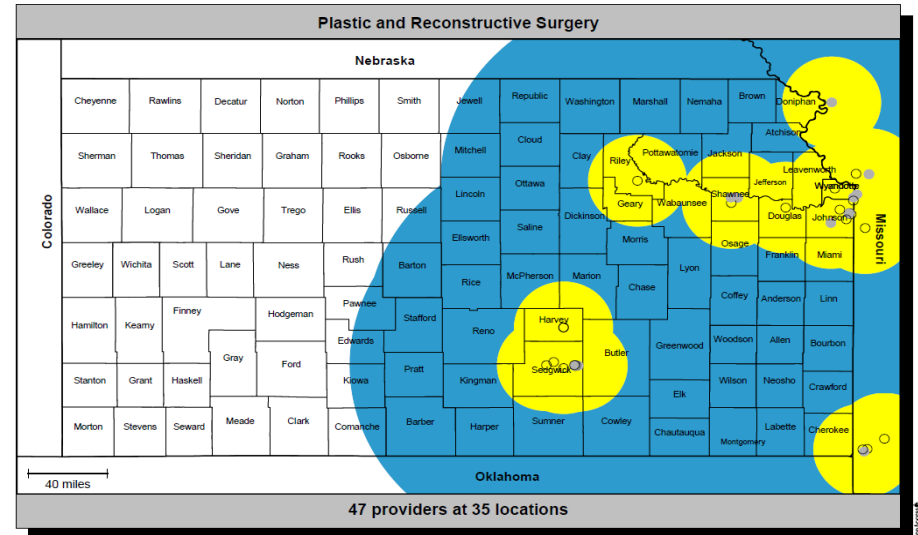 Plastic and Reconstructive Surgery
Nebraska
Cheyenne Rawlins Decatur Norton Phillips Smith Jewell Republic Washington Marshall Nemaha Brown Doniphan
Atchison
Sherman Thomas Sheridan Graham Rooks Osborne Mitchell Cloud Clay Riley Pottawatomie Jackson
Leavenworth
Jefferson Wyandotte
Wallace Logan Gove Trego Ellis Russell Lincoln Ottawa Dickinson Geary Wabaunsee Shawnee Douglas Johnson
Colorado
Missouri
Greeley Wichita Scott Lane Ness Rush Barton Ellsworth Saline Morris Osage Franklin Miami
Rice McPherson Marion Chase Lyon Coffey Anderson Linn
Hamilton Kearny Finney Hodgeman Pawnee Stafford Reno Harvey
Edwards
Gray Ford Butler Greenwood Woodson Allen Bourbon
Stanton Grant Haskell Kiowa Pratt Kingman Sedgwick Elk Wilson Neosho Crawford
Morton Stevens Seward Meade Clark Comanche Barber Harper Sumner Cowley Chautauqua Montgomery Labette Cherokee
Oklahoma
40 miles
47 providers at 35 locations